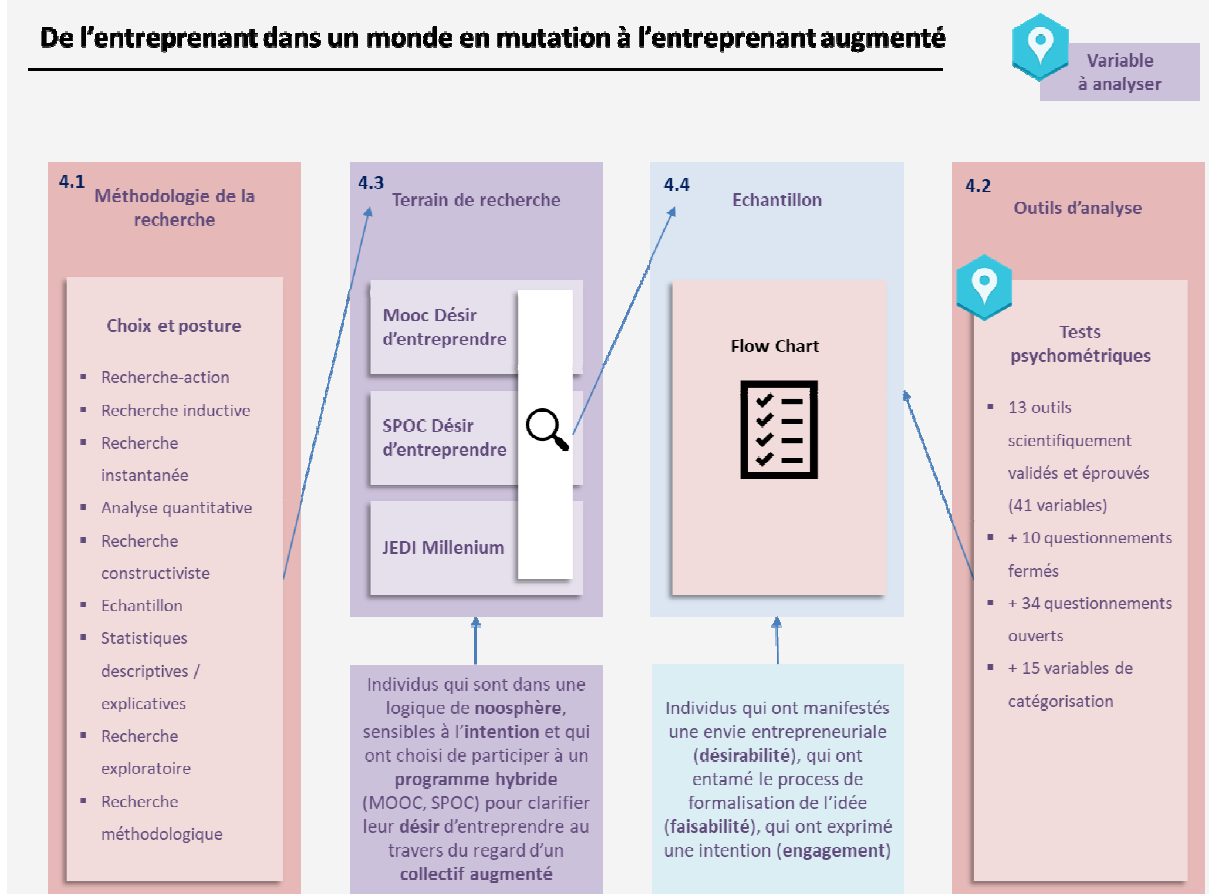 De l'entreprenant dans un monde en mutation à l'entreprenant augmenté
Variable
à analyser
4.1
Méthodologie de la
recherche
Choix et posture
▪ Recherche-action
▪ Recherche inductive
▪ Recherche
instantanée
▪ Analyse quantitative
▪ Recherche
constructiviste
▪ Echantillon
▪ Statistiques
descriptives /
explicatives
▪ Recherche
exploratoire
▪ Recherche
méthodologique
4.3
Terrain de recherche
Mooc Désir
d'entreprendre
SPOC Désir
d'entreprendre
JEDI Millenium
Individus qui sont dans une
logique de noosphère,
sensibles à l'intention et qui
ont choisi de participer à un
programme hybride
(MOOC, SPOC) pour clarifier
leur désir d'entreprendre au
travers du regard d'un
collectif augmenté
4.4
Echantillon
Flow Chart
Individus qui ont manifestés
une envie entrepreneuriale
(désirabilité), qui ont
entamé le process de
formalisation de l'idée
(faisabilité), qui ont exprimé
une intention (engagement)
4.2
Outils d'analyse
Tests
psychométriques
▪ 13 outils
scientifiquement
validés et éprouvés
(41 variables)
▪ + 10 questionnements
fermés
▪ + 34 questionnements
ouverts
▪ + 15 variables de
catégorisation